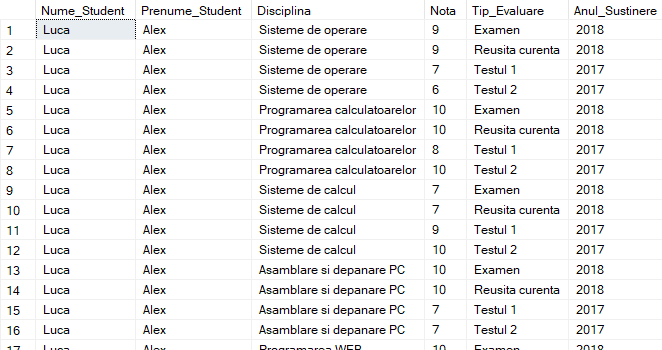 Nume_Student Prenume_Student Disciplina Nota Tip_Evaluare Anul_Sustinere
1 Luca Alex Sisteme de operare 9 Examen 2018
2 Luca Alex Sisteme de operare 9 Reusita curenta 2018
3 Luca Alex Sisteme de operare 7 Testul 1 2017
4 Luca Alex Sisteme de operare 6 Testul 2 2017
5 Luca Alex Programarea calculatoarelor 10 Examen 2018
6 Luca Alex Programarea calculatoarelor 10 Reusita curenta 2018
7 Luca Alex Programarea calculatoarelor 8 Testul 1 2017
8 Luca Alex Programarea calculatoarelor 10 Testul 2 2017
9 Luca Alex Sisteme de calcul 7 Examen 2018
10 Luca Alex Sisteme de calcul 7 Reusita curenta 2018
11 Luca Alex Sisteme de calcul 9 Testul 1 2017
12 Luca Alex Sisteme de calcul 10 Testul 2 2017
13 Luca Alex Asamblare si depanare PC 10 Examen 2018
14 Luca Alex Asamblare si depanare PC 10 Reusita curenta 2018
15 Luca Alex Asamblare si depanare PC 7 Testul 1 2017
16 Luca Alex Asamblare si depanare PC 7 Testul 2 2017
17 Luca Alex Programarea WEB 10 Examen 2018